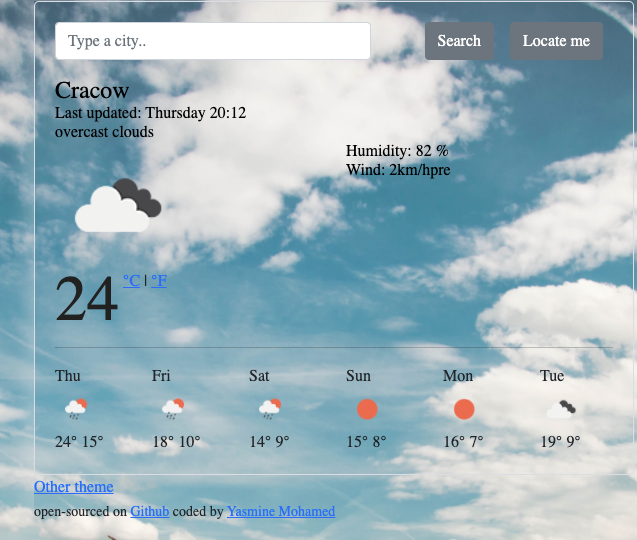 Type a city..
Search
Locate me
Cracow
Last updated: Thursday 20:12
overcast clouds
Humidity: 82 %
Wind: 2km/hpre
24 °C | °F
Thu Fri Sat Sun Mon Tue
24° 15° 18° 10° 14° 9° 15° 8° 16° 7° 19° 9°
Other theme
open-sourced on Github coded by Yasmine Mohamed